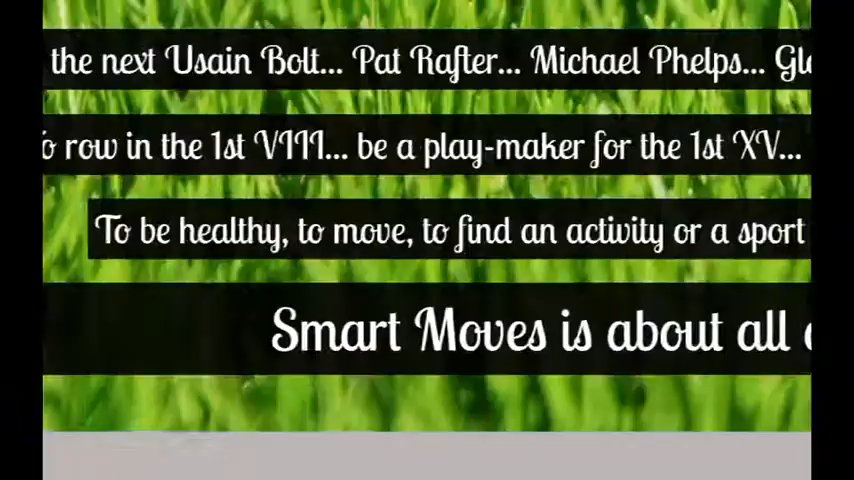 the next Usain Bolt... Pat Rafter... Michael Phelps...
row in the 1st VIII... be a play-maker for the 1st XV...
To be healthy, to move, to find an activity or a sport
Smart Moves is about all